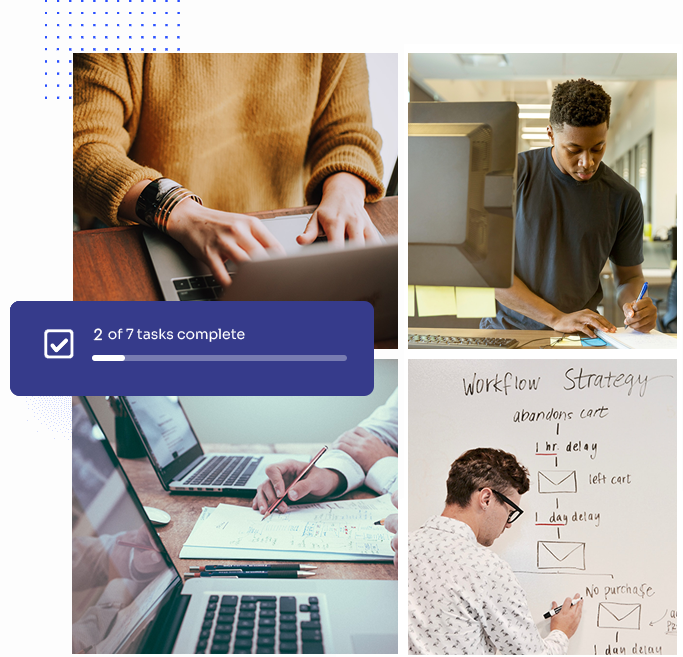 2 of 7 tasks complete
Workflow Strategy
abandons cart
1 hr. delay
left cart
1 day delay
No purchase
1 day delay